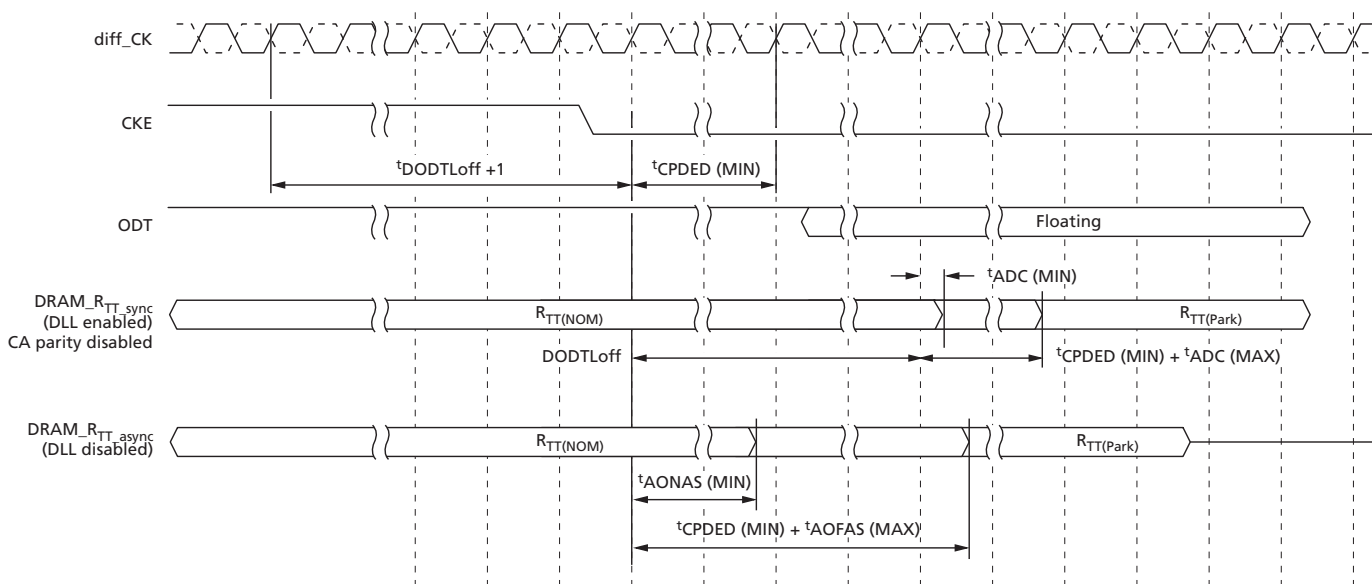 diff_CK
CKE
tDODTLoff +1
tCPDED (MIN)
ODT
Floating
tADC (MIN)
DRAM_RTT_sync
(DLL enabled)
CA parity disabled
RTT(NOM)
RTT(Park)
DODTLoff
tCPDED (MIN) + tADC (MAX)
DRAM_RTT_async
(DLL disabled)
RTT(NOM)
RTT(Park)
tAONAS (MIN)
tCPDED (MIN) + tAOFAS (MAX)